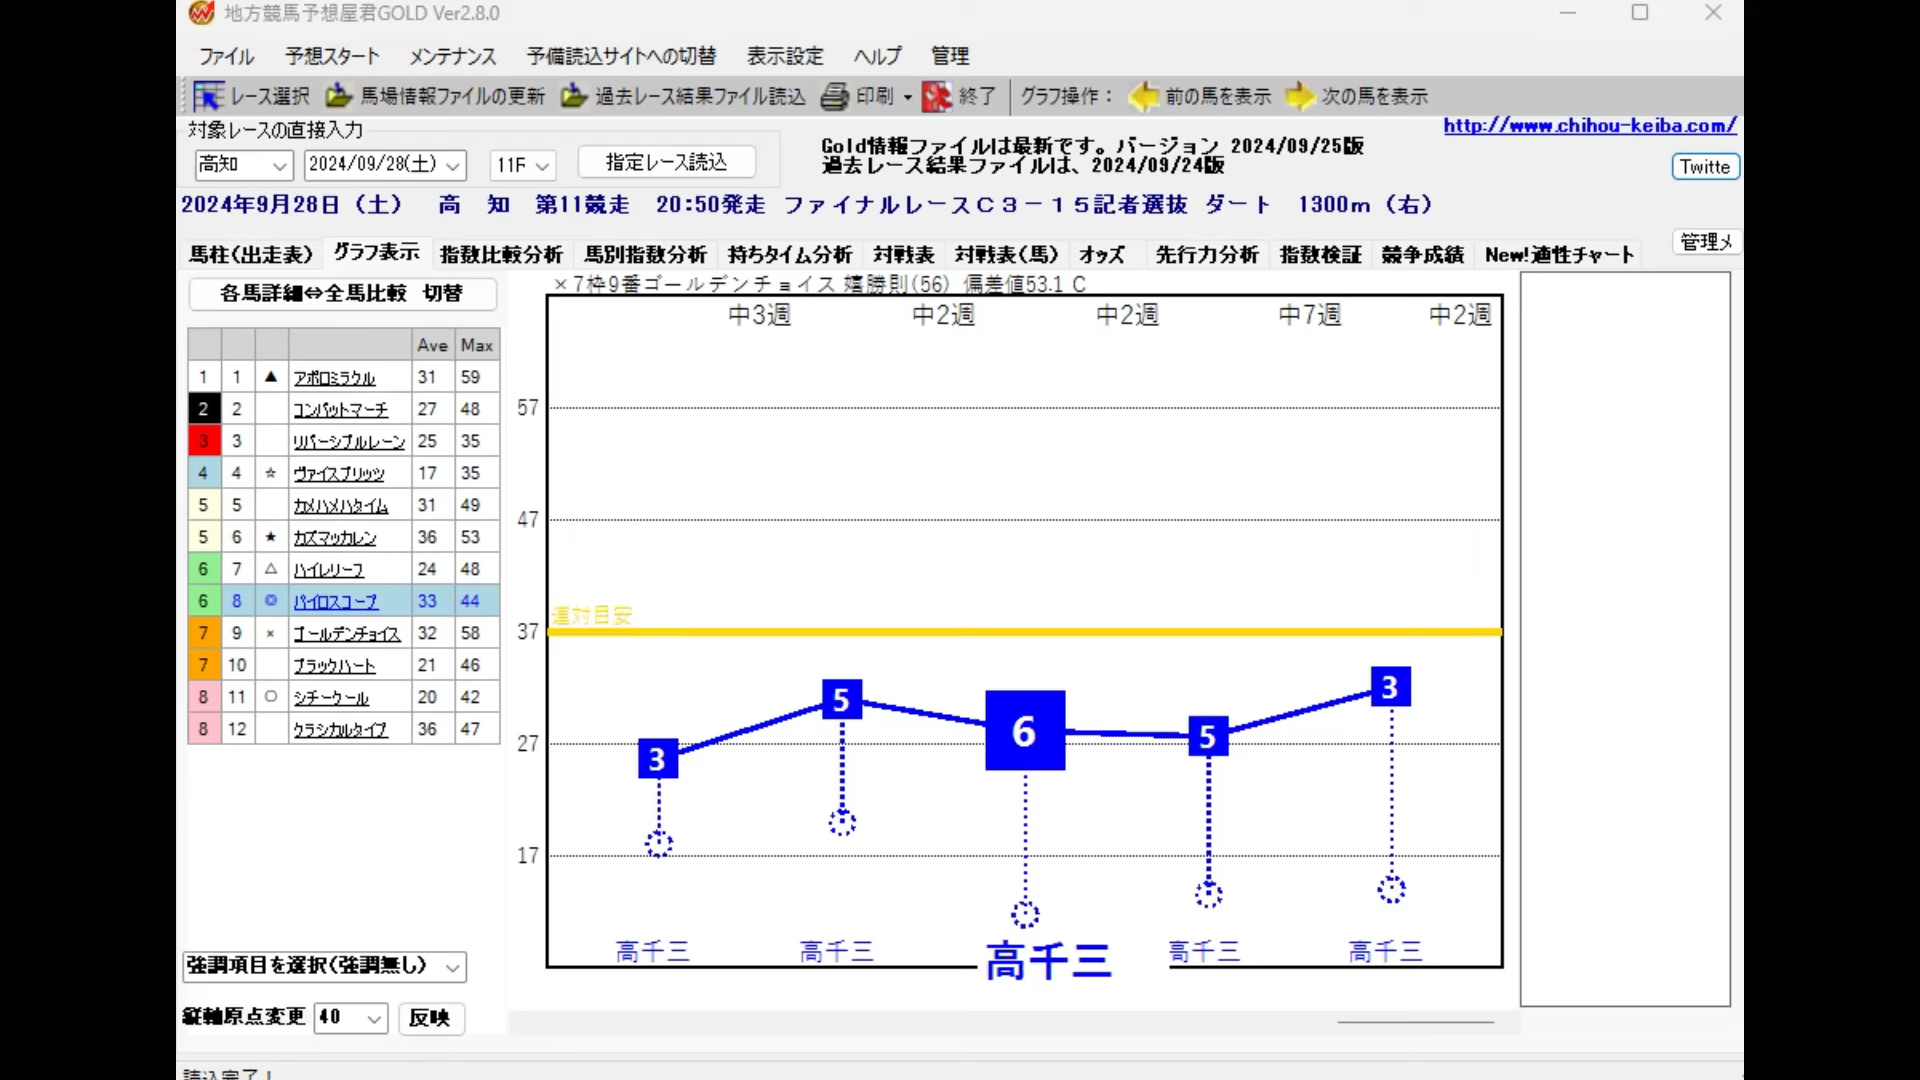 地方競馬予想屋君GOLD Ver2.8.0
ファイル 予想スタート メンテナンス 予備読込サイトへの切替 表示設定 ヘルプ 管理
レース選択 馬場情報ファイルの更新 過去レース結果ファイル読込 印刷 終了 グラフ操作： 前の馬を表示 次の馬を表示
対象レースの直接入力
http://www.chihou-keiba.com/
Gold情報ファイルは最新です。バージョン 2024/09/25版
過去レース結果ファイルは、2024/09/24版
高知 2024/09/28(土) 11F 指定レース読込
Twitte
2024年9月28日（土） 高 知 第11競走 20:50発走 ファイナルレースＣ３－１５記者選抜 ダート 1300m（右）
管理メ
馬柱(出走表) グラフ表示 指数比較分析 馬別指数分析 持ちタイム分析 対戦表 対戦表(馬) オッズ 先行力分析 指数検証 競争成績 New!適性チャート
各馬詳細⇔全馬比較 切替
×7枠9番ゴールデンチョイス 嬉勝則(56) 偏差値53.1 C
中3週 中2週 中2週 中7週 中2週
Ave Max
1 1 ▲ アポロミラクル 31 59
2 2 コンパットマーチ 27 48
3 3 リバーシブルレーン 25 35
4 4 ☆ ヴァイスブリッツ 17 35
5 5 カメハメハタイム 31 49
5 6 ★ カズマッカレン 36 53
6 7 △ ハイレリーフ 24 48
6 8 ◎ パイロスコープ 33 44
7 9 × ゴールデンチョイス 32 58
7 10 ブラックハート 21 46
8 11 ○ シチークール 20 42
8 12 クラシカルタイプ 36 47
57
47
連対目安
37
27
17
3 5 6 5 3
高千三 高千三 高千三 高千三 高千三
強調項目を選択(強調無し)
縦軸原点変更 40 反映
読込完了！